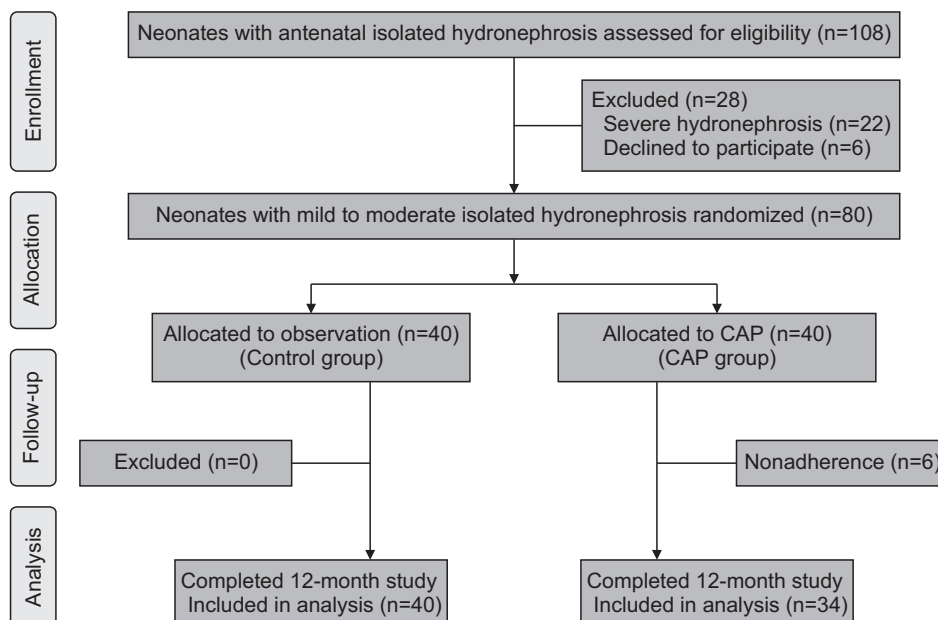 Enrollment
Neonates with antenatal isolated hydronephrosis assessed for eligibility (n=108)
Excluded (n=28)
Severe hydronephrosis (n=22)
Declined to participate (n=6)
Allocation
Neonates with mild to moderate isolated hydronephrosis randomized (n=80)
Allocated to observation (n=40)
(Control group)
Allocated to CAP (n=40)
(CAP group)
Follow-up
Excluded (n=0)
Nonadherence (n=6)
Analysis
Completed 12-month study
Included in analysis (n=40)
Completed 12-month study
Included in analysis (n=34)